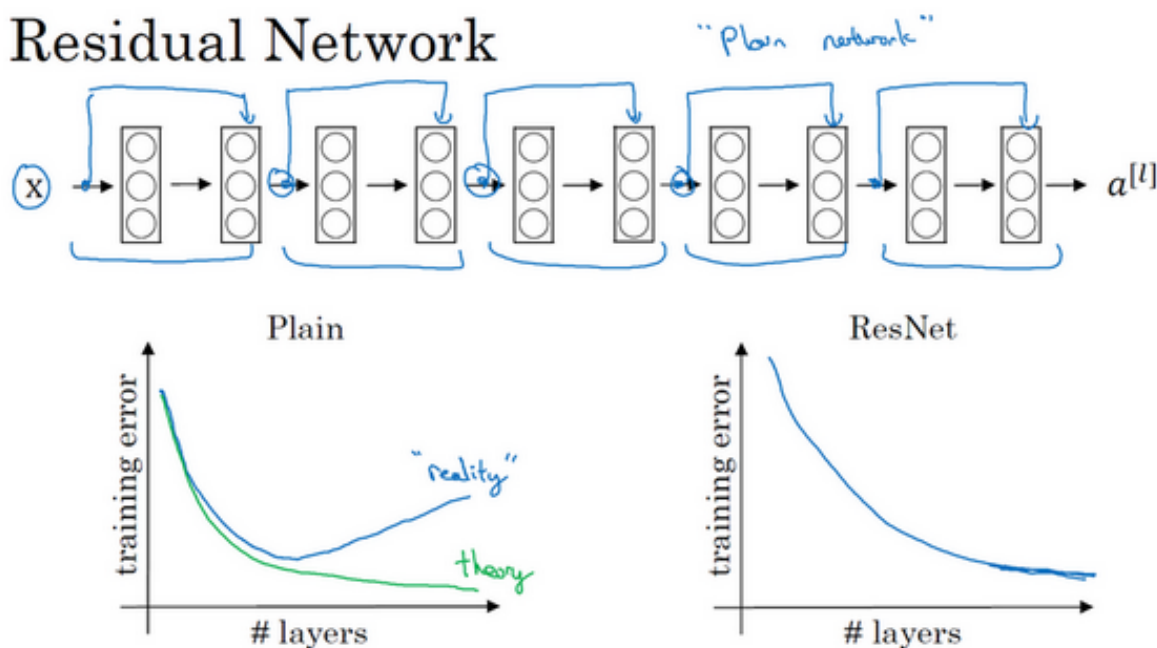 Residual Network
"Plain network"
x
a[l]
Plain
training error
# layers
"reality"
theory
ResNet
training error
# layers